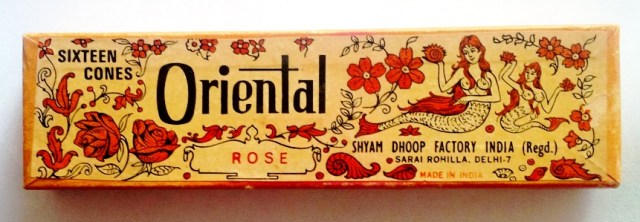 SIXTEEN
CONES
Oriental
ROSE
SHYAM DHOOP FACTORY INDIA (Regd.)
SARAI ROHILLA, DELHI-7
MADE IN INDIA